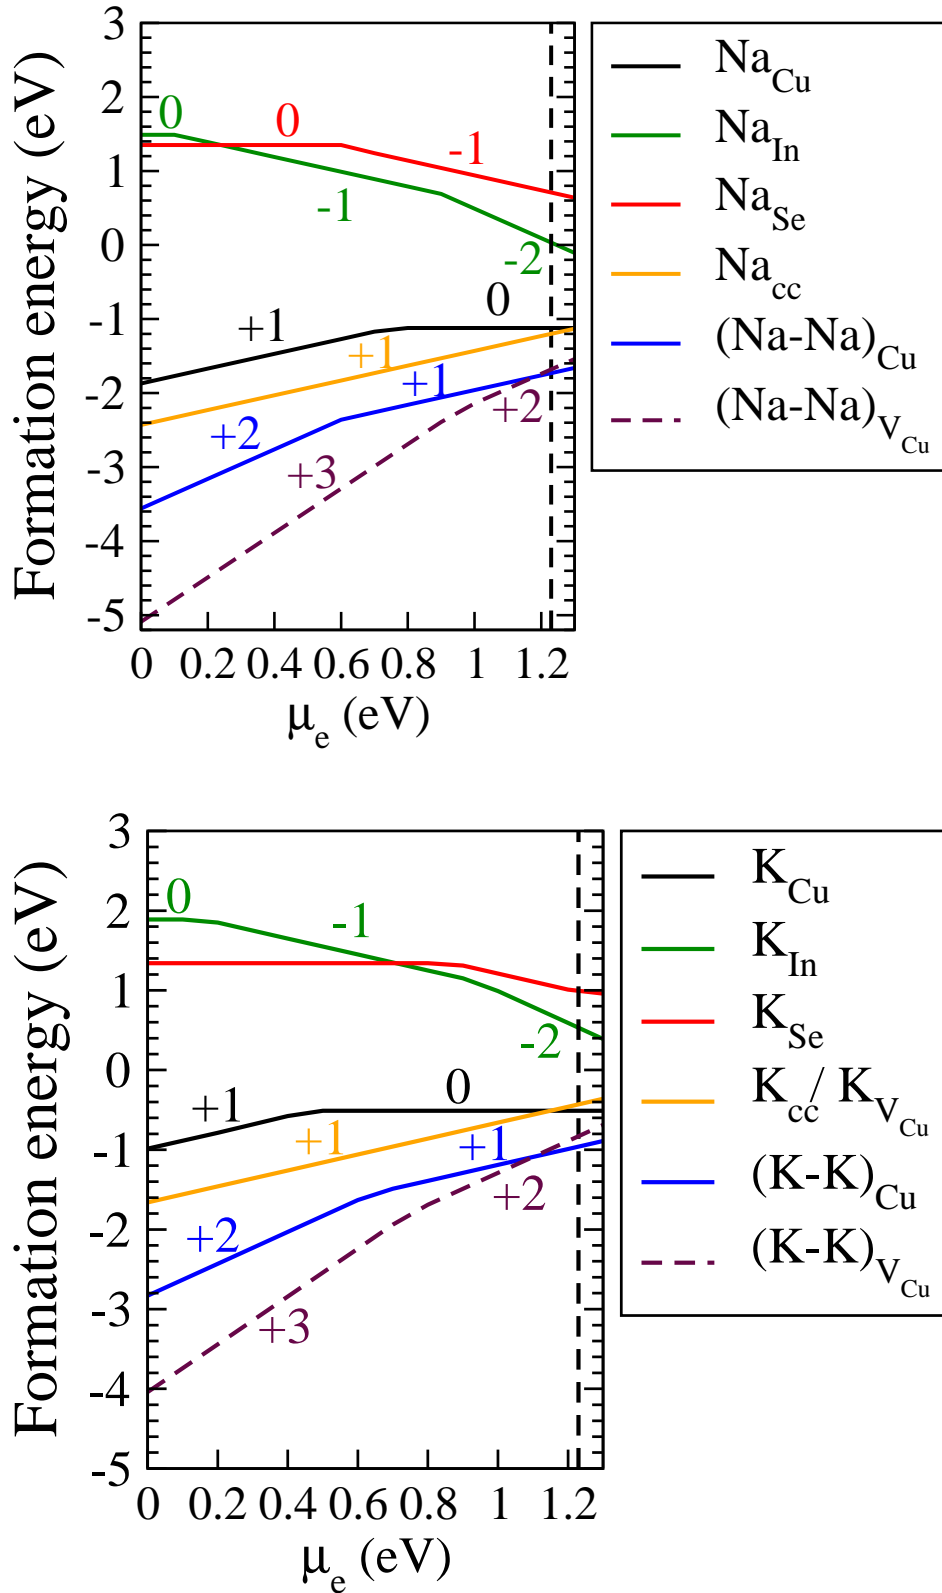 3
2
1
0
-1
-2
-3
-4
-5
Formation energy (eV)
0
0
-1
-1
-2
0
+1
+1
+1
+2
+2
+3
0 0.2 0.4 0.6 0.8 1 1.2
μe (eV)
NaCu
NaIn
NaSe
Nacc
(Na-Na)Cu
(Na-Na)VCu
3
2
1
0
-1
-2
-3
-4
-5
Formation energy (eV)
0
-1
-2
0
+1
+1
+1
+2
+2
+3
0 0.2 0.4 0.6 0.8 1 1.2
μe (eV)
KCu
KIn
KSe
Kcc/ KVCu
(K-K)Cu
(K-K)VCu